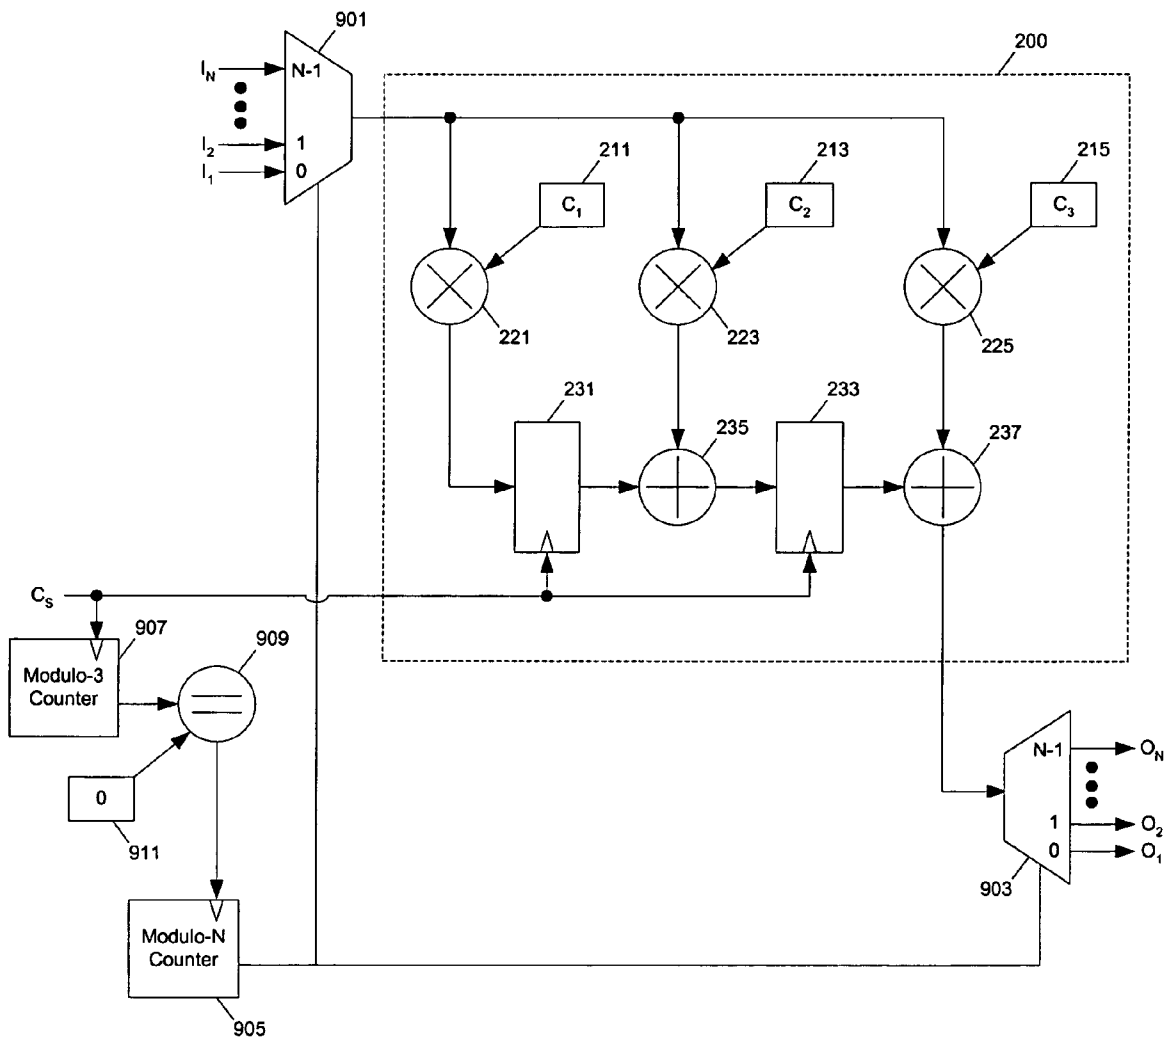 901
200
I_N
N-1
I_2
1
I_1
0
211
213
215
C_1
C_2
C_3
221
223
225
231
233
235
237
C_S
907
Modulo-3
Counter
909
0
911
N-1
O_N
1
O_2
0
O_1
903
Modulo-N
Counter
905